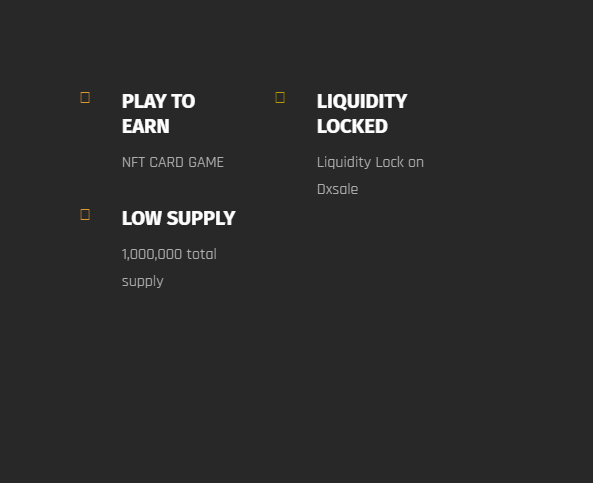 PLAY TO
EARN
NFT CARD GAME
LIQUIDITY
LOCKED
Liquidity Lock on
Dxsale
LOW SUPPLY
1,000,000 total
supply